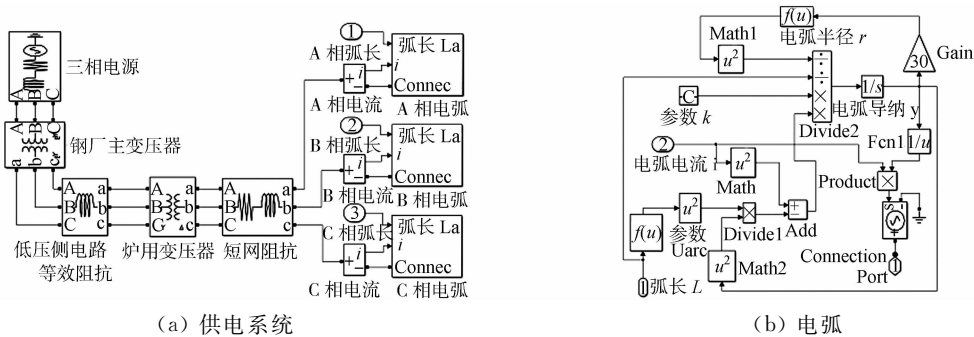 三相电源
A B C
A B C
钢厂主变压器
a b c
A a
B b
C c
低压侧电路
等效阻抗
A a
B b
c
炉用变压器
A a
B b
C c
短网阻抗
1
A 相弧长
i
A 相电流
弧长 La
i
Connec
A 相电弧
2
B 相弧长
i
B 相电流
弧长 La
i
Connec
B 相电弧
3
C 相弧长
i
C 相电流
弧长 La
i
Connec
C 相电弧
(a) 供电系统
f(u)
电弧半径 r
Math1
u²
30
Gain
C
参数 k
÷
÷
×
×
Divide2
1/s
电弧导纳 y
Fcn1
1/u
2
电弧电流 i
u²
Math
Product
×
f(u)
u²
参数
Uarc
×
Divide1
Add
u²
Math2
s
Connection
Port
1
1
弧长 L
(b) 电弧